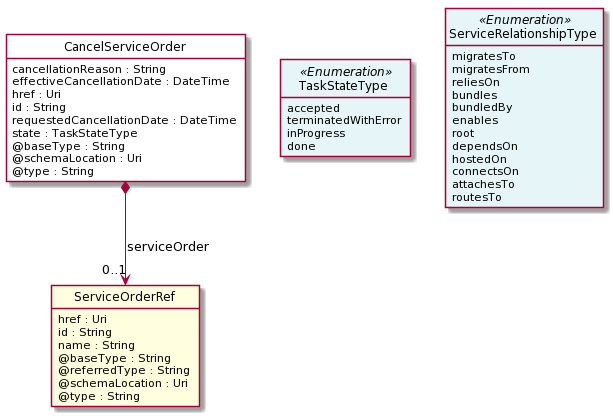 CancelServiceOrder
cancellationReason : String
effectiveCancellationDate : DateTime
href : Uri
id : String
requestedCancellationDate : DateTime
state : TaskStateType
@baseType : String
@schemaLocation : Uri
@type : String
«Enumeration»
TaskStateType
accepted
terminatedWithError
inProgress
done
«Enumeration»
ServiceRelationshipType
migratesTo
migratesFrom
reliesOn
bundles
bundledBy
enables
root
dependsOn
hostedOn
connectsOn
attachesTo
routesTo
serviceOrder
0..1
ServiceOrderRef
href : Uri
id : String
name : String
@baseType : String
@referredType : String
@schemaLocation : Uri
@type : String